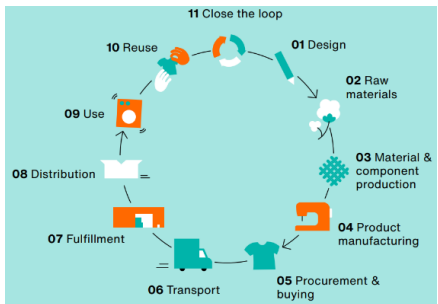 11 Close the loop
01 Design
02 Raw
materials
03 Material &
component
production
04 Product
manufacturing
05 Procurement &
buying
06 Transport
07 Fulfillment
08 Distribution
09 Use
10 Reuse